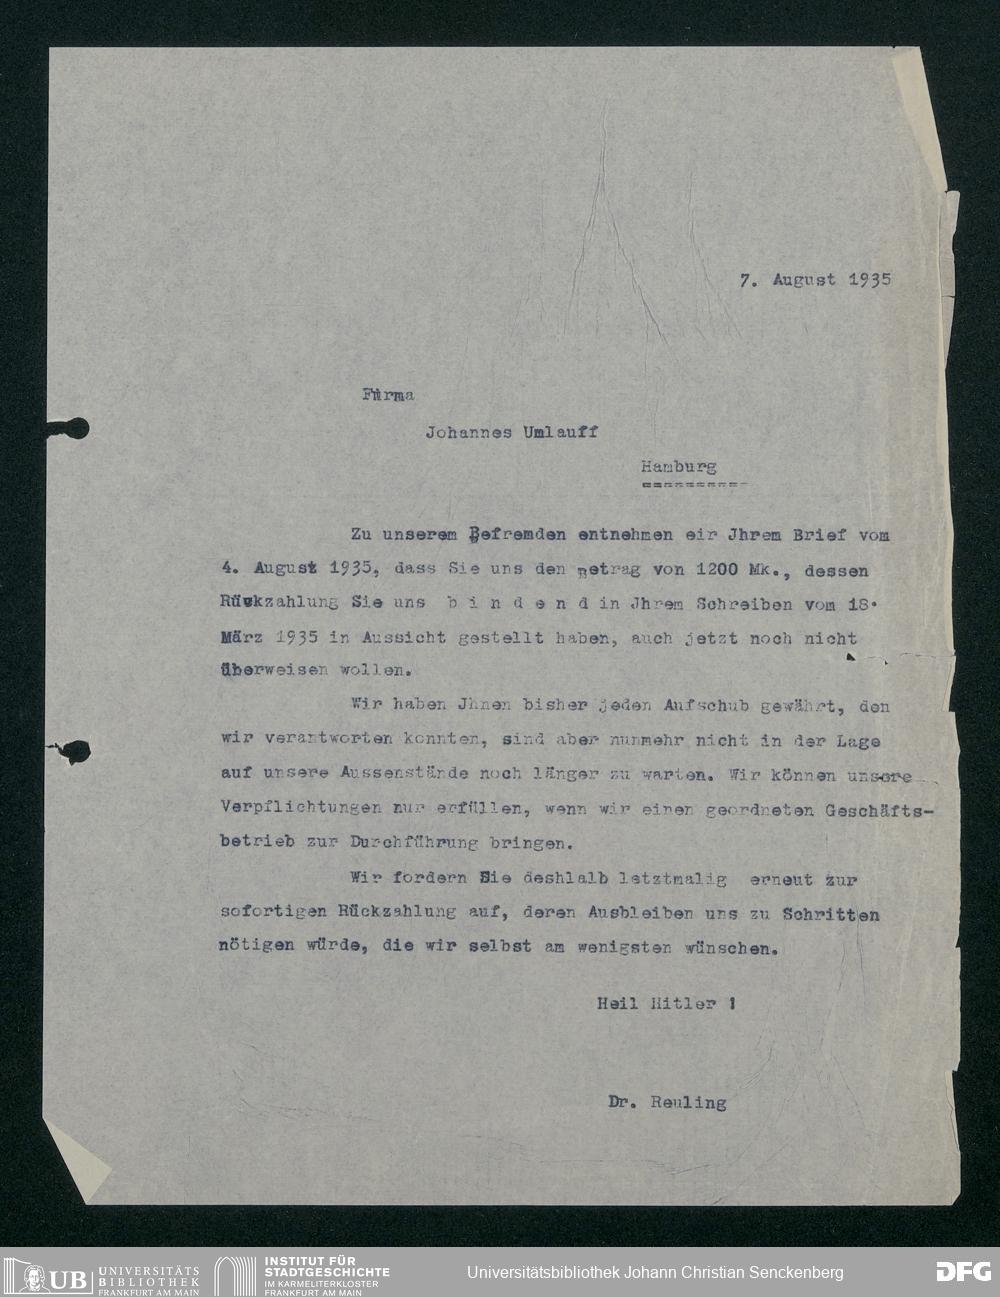 7. August 1935
Firma
Johannes Umlauff
Hamburg
==========
Zu unserem Befremden entnehmen eir Jhrem Brief vom
4. August 1935, dass Sie uns den Betrag von 1200 Mk., dessen
Rückzahlung Sie uns b i n d e n d in Jhrem Schreiben vom 18.
März 1935 in Aussicht gestellt haben, auch jetzt noch nicht
überweisen wollen.
Wir haben Jhnen bisher jeden Aufschub gewährt, den
wir verantworten konnten, sind aber nunmehr nicht in der Lage
auf unsere Aussenstände noch länger zu warten. Wir können unsere
Verpflichtungen nur erfüllen, wenn wir einen geordneten Geschäfts-
betrieb zur Durchführung bringen.
Wir fordern Sie deshlalb letztmalig erneut zur
sofortigen Rückzahlung auf, deren Ausbleiben uns zu Schritten
nötigen würde, die wir selbst am wenigsten wünschen.
Heil Hitler !
Dr. Reuling
UB UNIVERSITÄTS
BIBLIOTHEK
FRANKFURT AM MAIN
INSTITUT FÜR
STADTGESCHICHTE
IM KARMELITERKLOSTER
FRANKFURT AM MAIN
Universitätsbibliothek Johann Christian Senckenberg
DFG